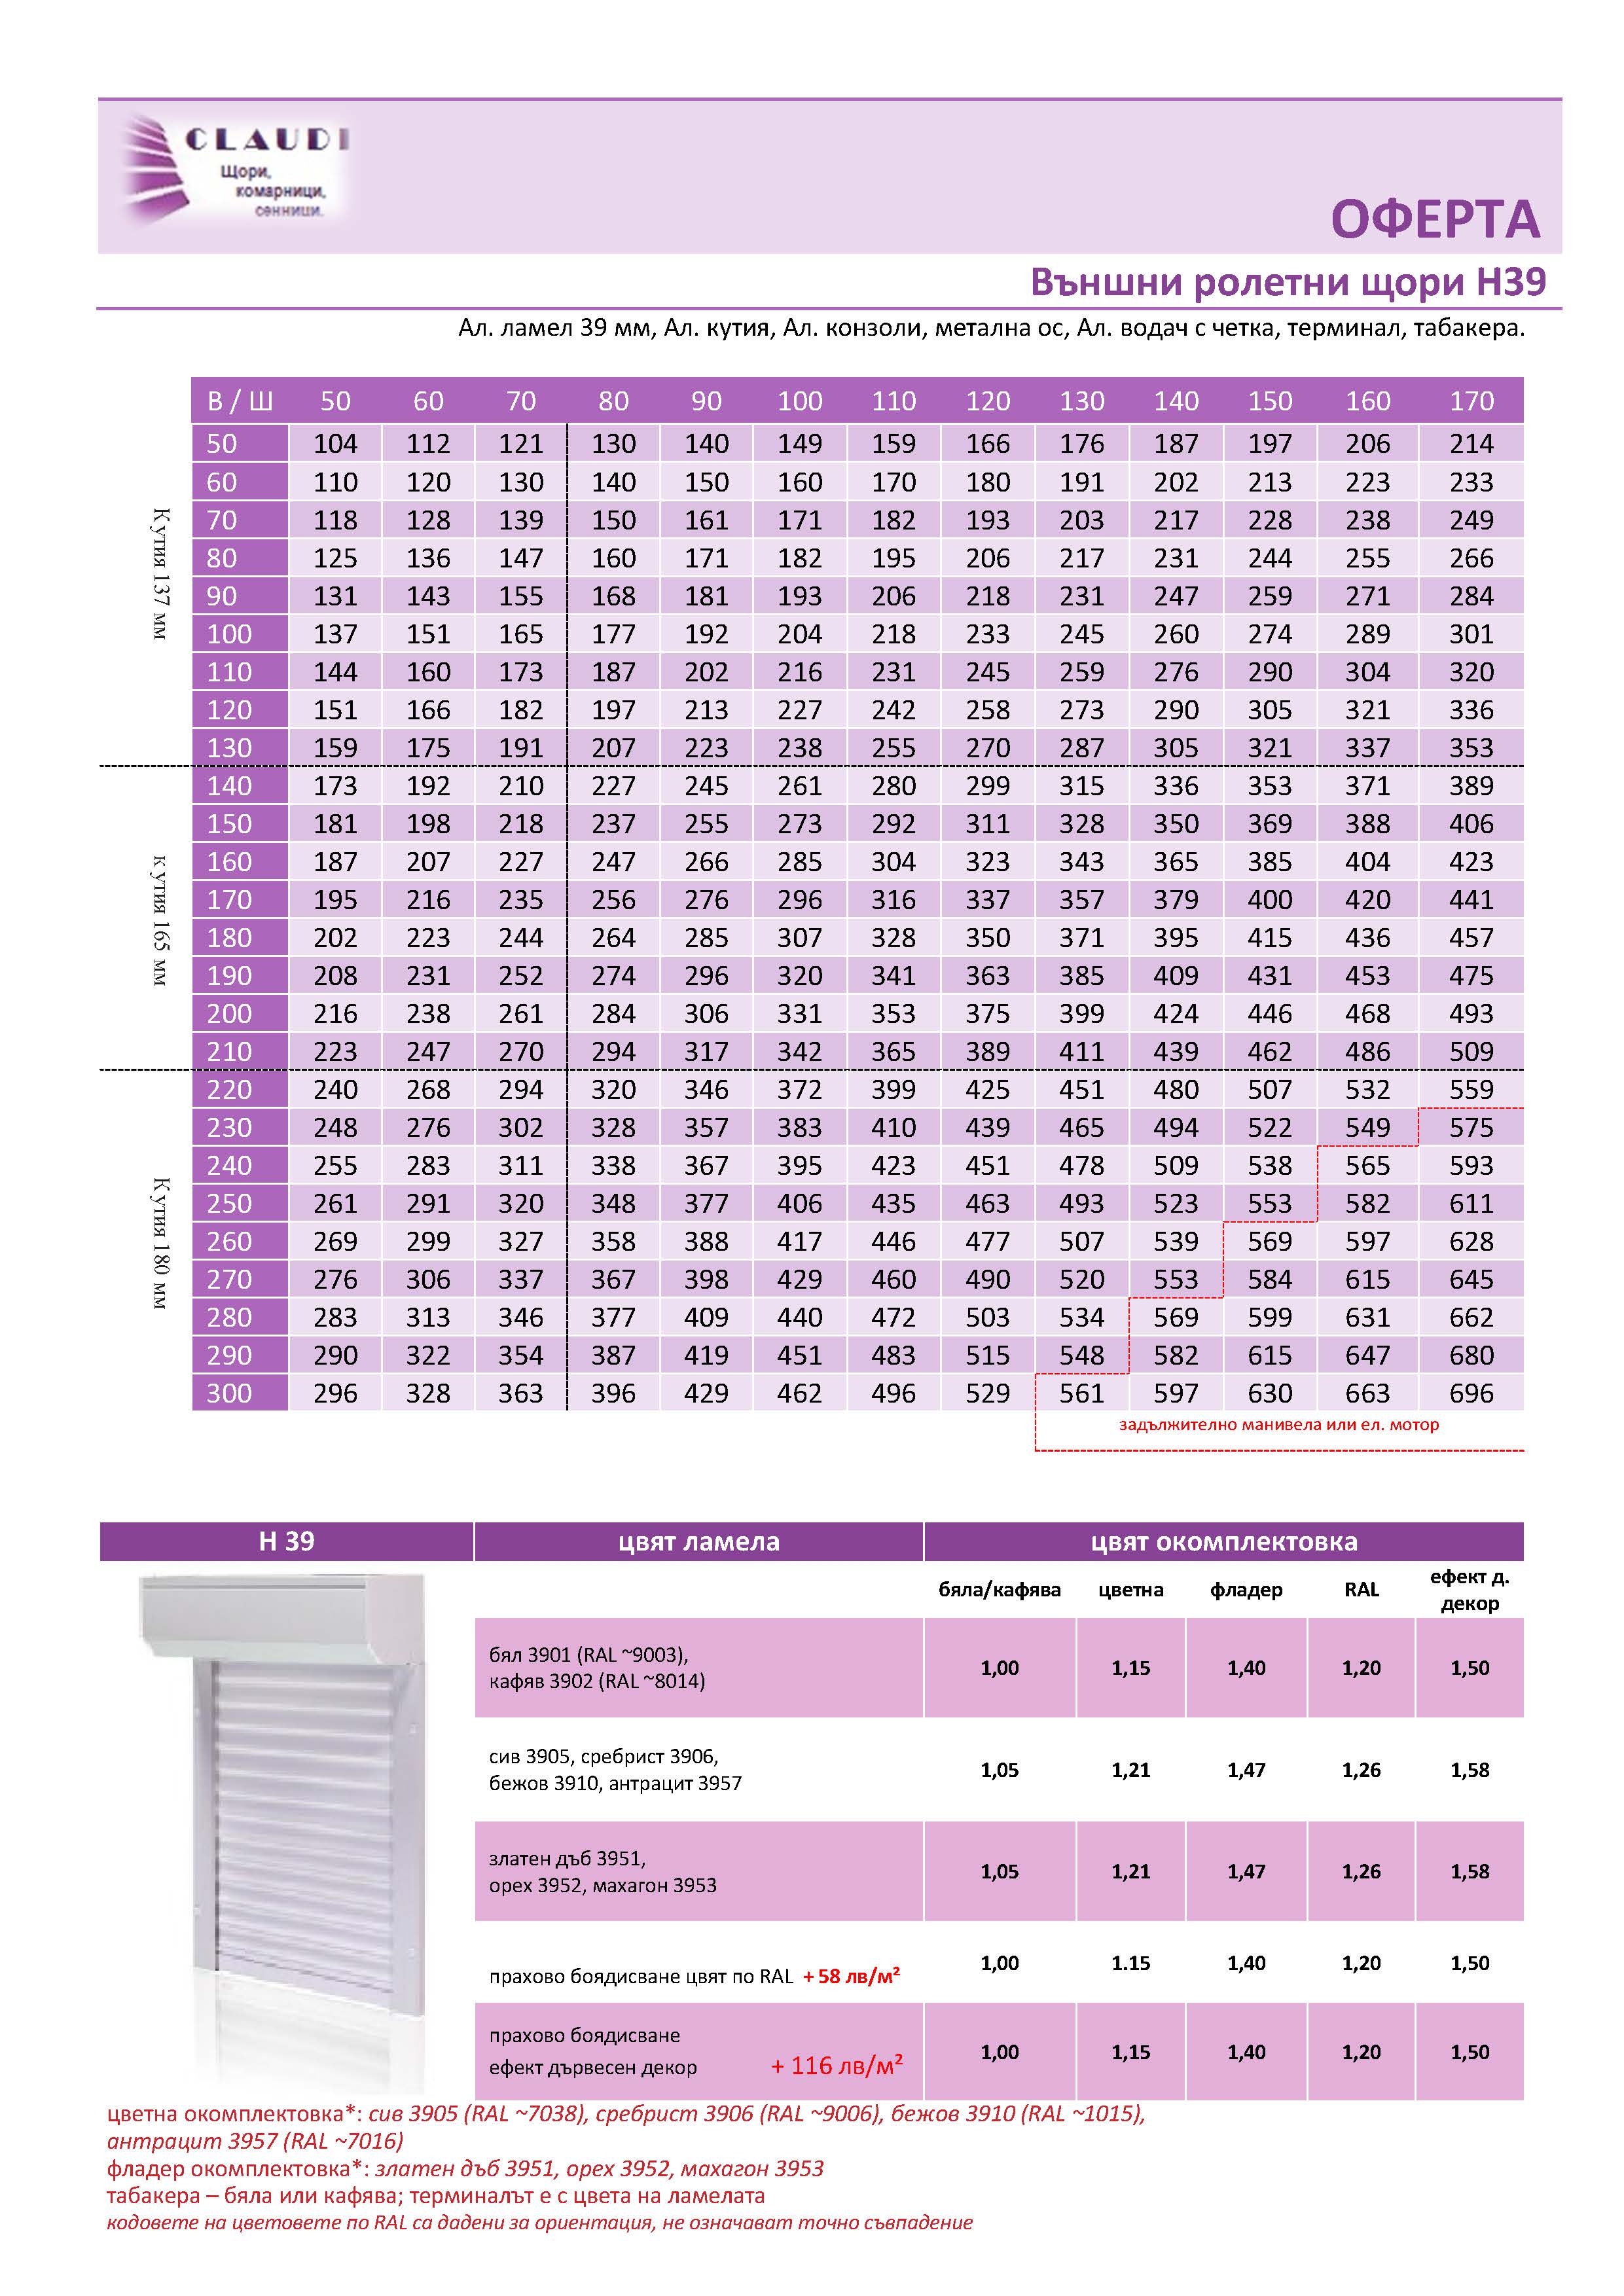 CLAUDI
Щори,
комарници,
сенници.
ОФЕРТА
Външни ролетни щори Н39
Ал. ламел 39 мм, Ал. кутия, Ал. конзоли, метална ос, Ал. водач с четка, терминал, табакера.
В / Ш 50 60 70 80 90 100 110 120 130 140 150 160 170
50 104 112 121 130 140 149 159 166 176 187 197 206 214
60 110 120 130 140 150 160 170 180 191 202 213 223 233
70 118 128 139 150 161 171 182 193 203 217 228 238 249
80 125 136 147 160 171 182 195 206 217 231 244 255 266
90 131 143 155 168 181 193 206 218 231 247 259 271 284
100 137 151 165 177 192 204 218 233 245 260 274 289 301
110 144 160 173 187 202 216 231 245 259 276 290 304 320
120 151 166 182 197 213 227 242 258 273 290 305 321 336
130 159 175 191 207 223 238 255 270 287 305 321 337 353
Кутия 137 мм
140 173 192 210 227 245 261 280 299 315 336 353 371 389
150 181 198 218 237 255 273 292 311 328 350 369 388 406
160 187 207 227 247 266 285 304 323 343 365 385 404 423
170 195 216 235 256 276 296 316 337 357 379 400 420 441
180 202 223 244 264 285 307 328 350 371 395 415 436 457
190 208 231 252 274 296 320 341 363 385 409 431 453 475
200 216 238 261 284 306 331 353 375 399 424 446 468 493
210 223 247 270 294 317 342 365 389 411 439 462 486 509
кутия 165 мм
220 240 268 294 320 346 372 399 425 451 480 507 532 559
230 248 276 302 328 357 383 410 439 465 494 522 549 575
240 255 283 311 338 367 395 423 451 478 509 538 565 593
250 261 291 320 348 377 406 435 463 493 523 553 582 611
260 269 299 327 358 388 417 446 477 507 539 569 597 628
270 276 306 337 367 398 429 460 490 520 553 584 615 645
280 283 313 346 377 409 440 472 503 534 569 599 631 662
290 290 322 354 387 419 451 483 515 548 582 615 647 680
300 296 328 363 396 429 462 496 529 561 597 630 663 696
Кутия 180 мм
задължително манивела или ел. мотор
Н 39 цвят ламела цвят окомплектовка
бяла/кафява цветна фладер RAL ефект д.
декор
бял 3901 (RAL ~9003),
кафяв 3902 (RAL ~8014)
1,00 1,15 1,40 1,20 1,50
сив 3905, сребрист 3906,
бежов 3910, антрацит 3957
1,05 1,21 1,47 1,26 1,58
златен дъб 3951,
орех 3952, махагон 3953
1,05 1,21 1,47 1,26 1,58
прахово боядисване цвят по RAL + 58 лв/м²
1,00 1.15 1,40 1,20 1,50
прахово боядисване
ефект дървесен декор + 116 лв/м²
1,00 1,15 1,40 1,20 1,50
цветна окомплектовка*: сив 3905 (RAL ~7038), сребрист 3906 (RAL ~9006), бежов 3910 (RAL ~1015),
антрацит 3957 (RAL ~7016)
фладер окомплектовка*: златен дъб 3951, орех 3952, махагон 3953
табакера – бяла или кафява; терминалът е с цвета на ламелата
кодовете на цветовете по RAL са дадени за ориентация, не означават точно съвпадение